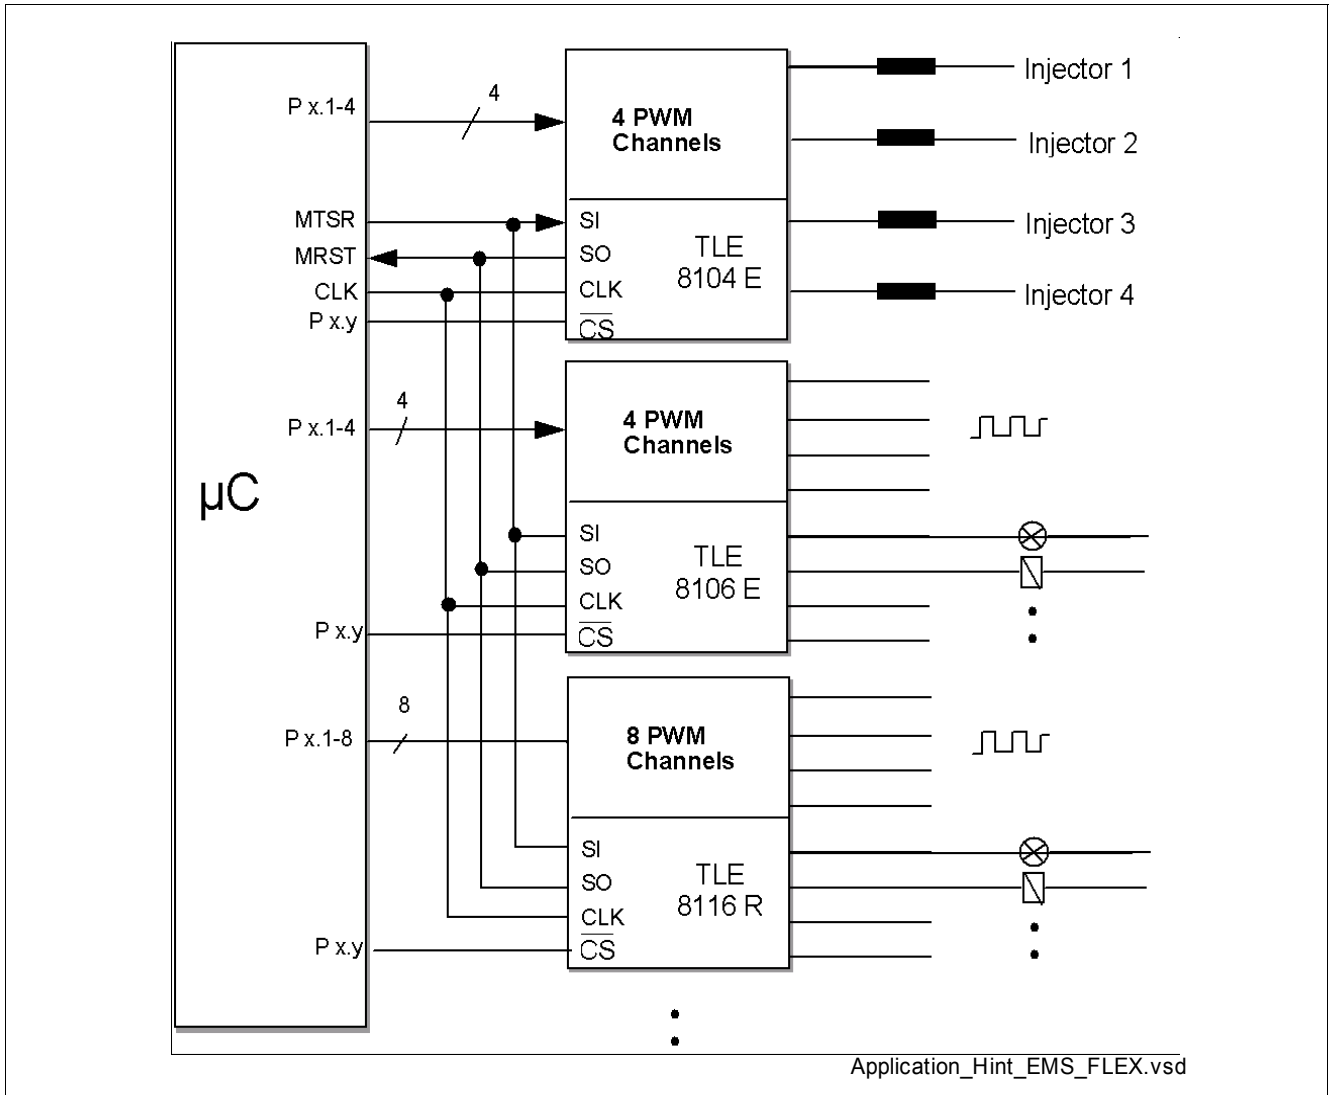 P x.1-4
4
4 PWM
Channels
Injector 1
Injector 2
MTSR
SI
TLE
8104 E
Injector 3
MRST
SO
CLK
CLK
Injector 4
P x.y
CS
P x.1-4
4
4 PWM
Channels
µC
SI
TLE
8106 E
SO
CLK
P x.y
CS
P x.1-8
8
8 PWM
Channels
SI
TLE
8116 R
SO
CLK
P x.y
CS
Application_Hint_EMS_FLEX.vsd